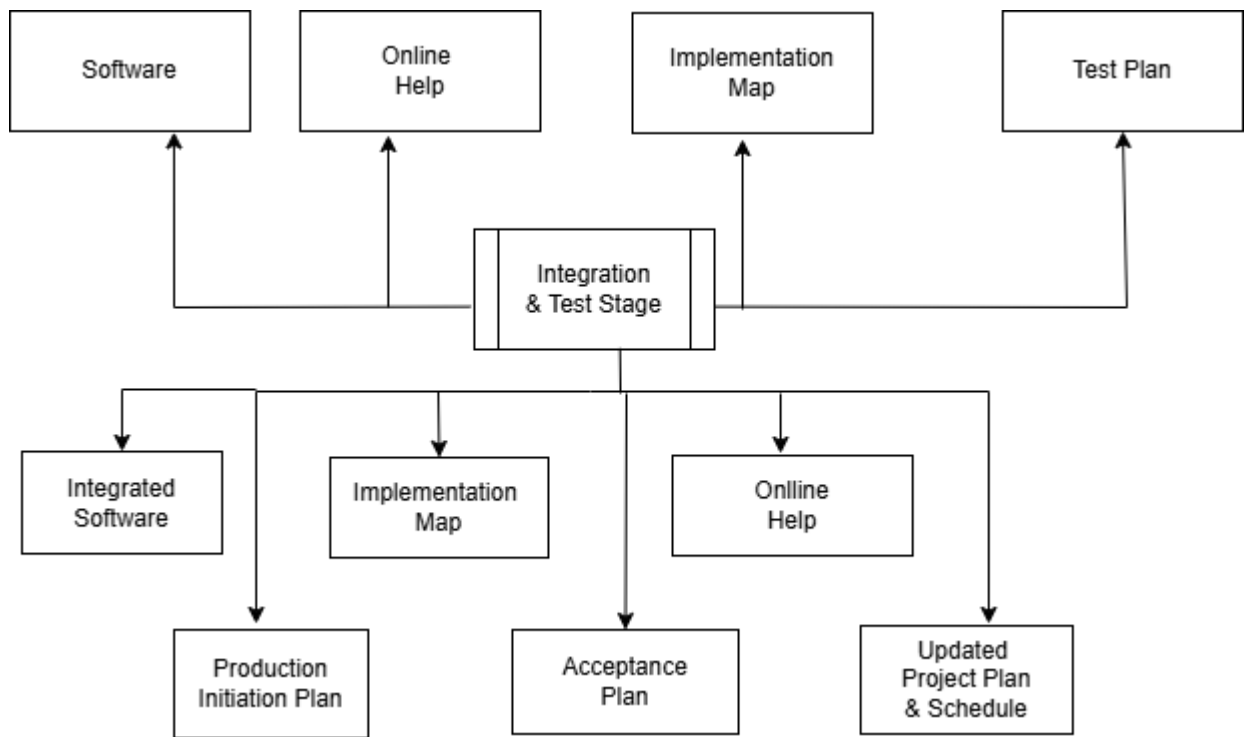 Software
Online
Help
Implementation
Map
Test Plan
Integration
& Test Stage
Integrated
Software
Implementation
Map
Onlline
Help
Production
Initiation Plan
Acceptance
Plan
Updated
Project Plan
& Schedule